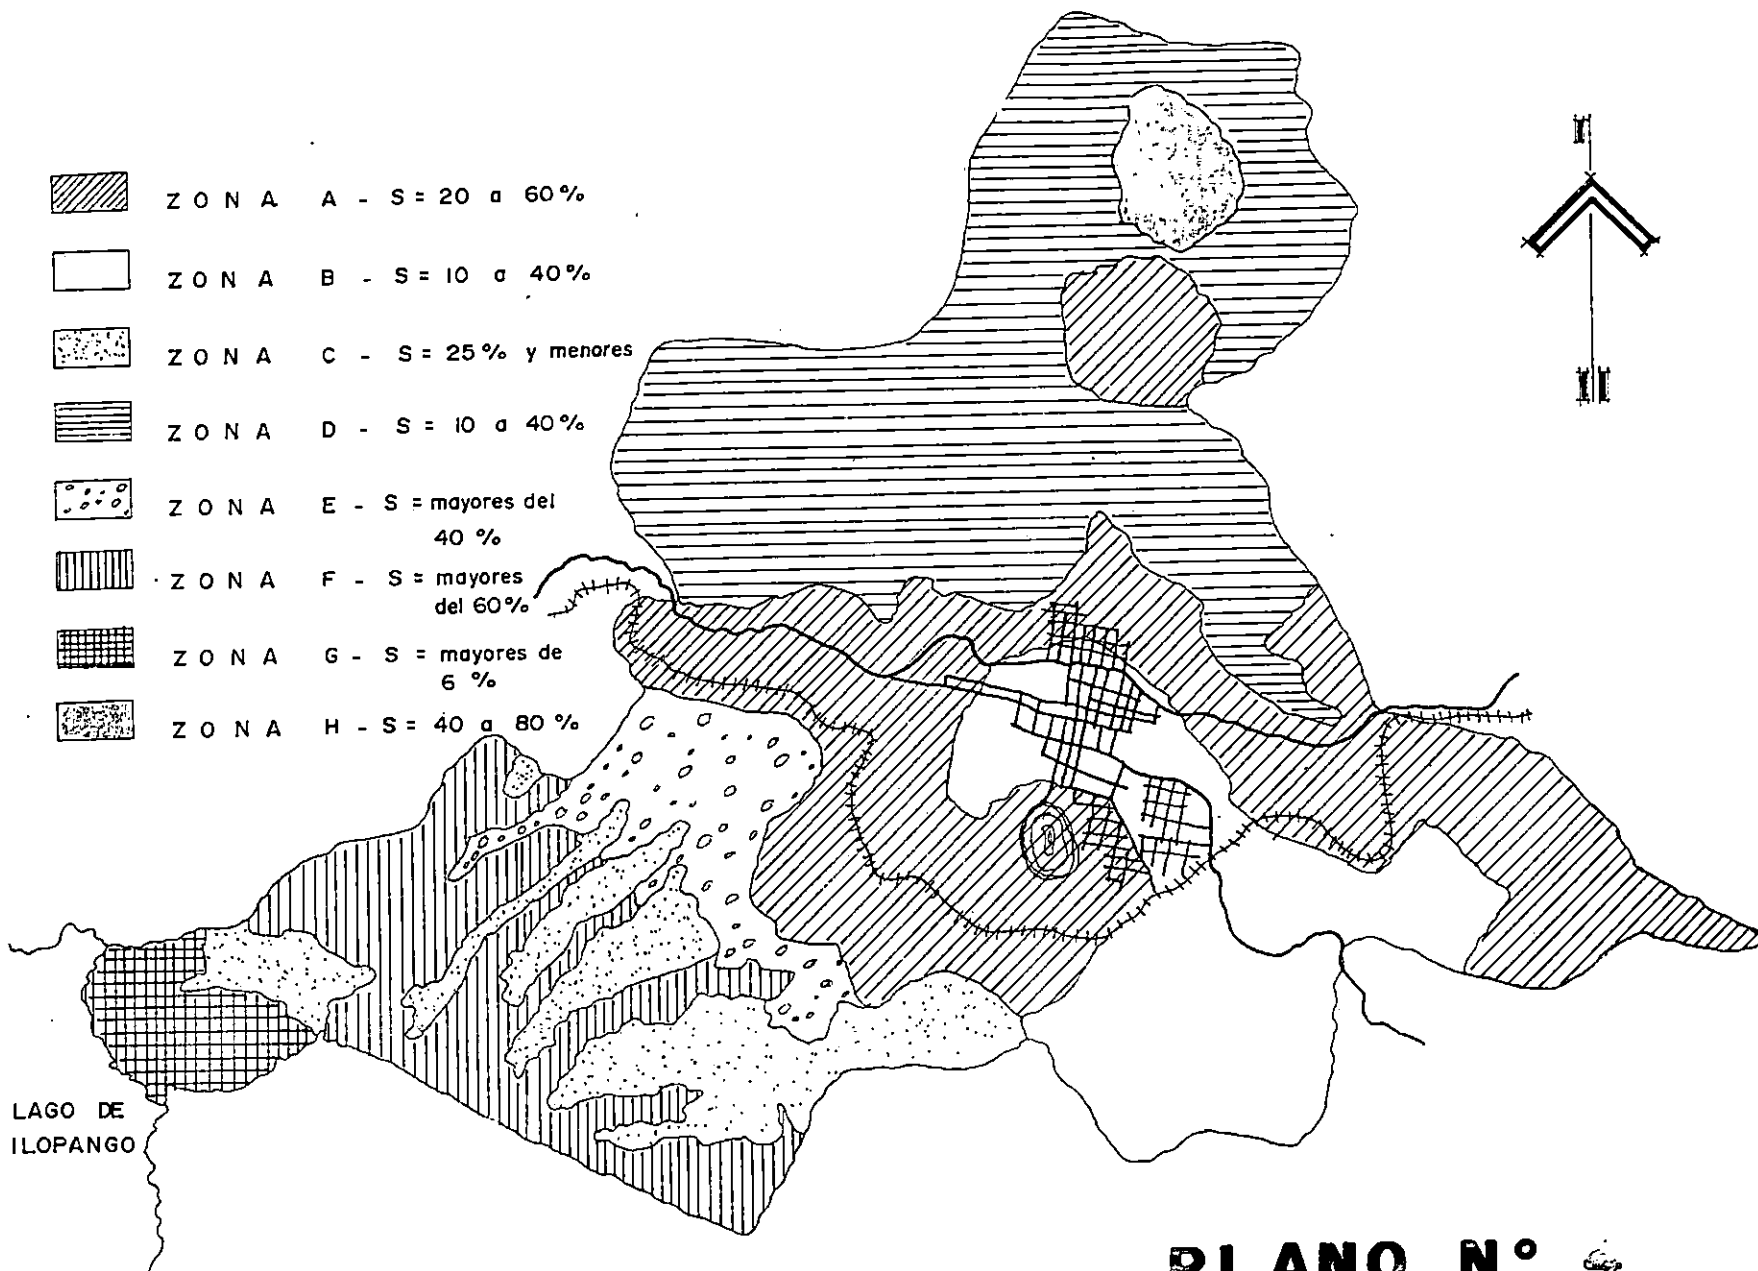 ZONA A - S = 20 a 60%
ZONA B - S = 10 a 40%
ZONA C - S = 25% y menores
ZONA D - S = 10 a 40%
ZONA E - S = mayores del
40 %
ZONA F - S = mayores
del 60%
ZONA G - S = mayores de
6 %
ZONA H - S = 40 a 80%
LAGO DE
ILOPANGO
PLANO Nº